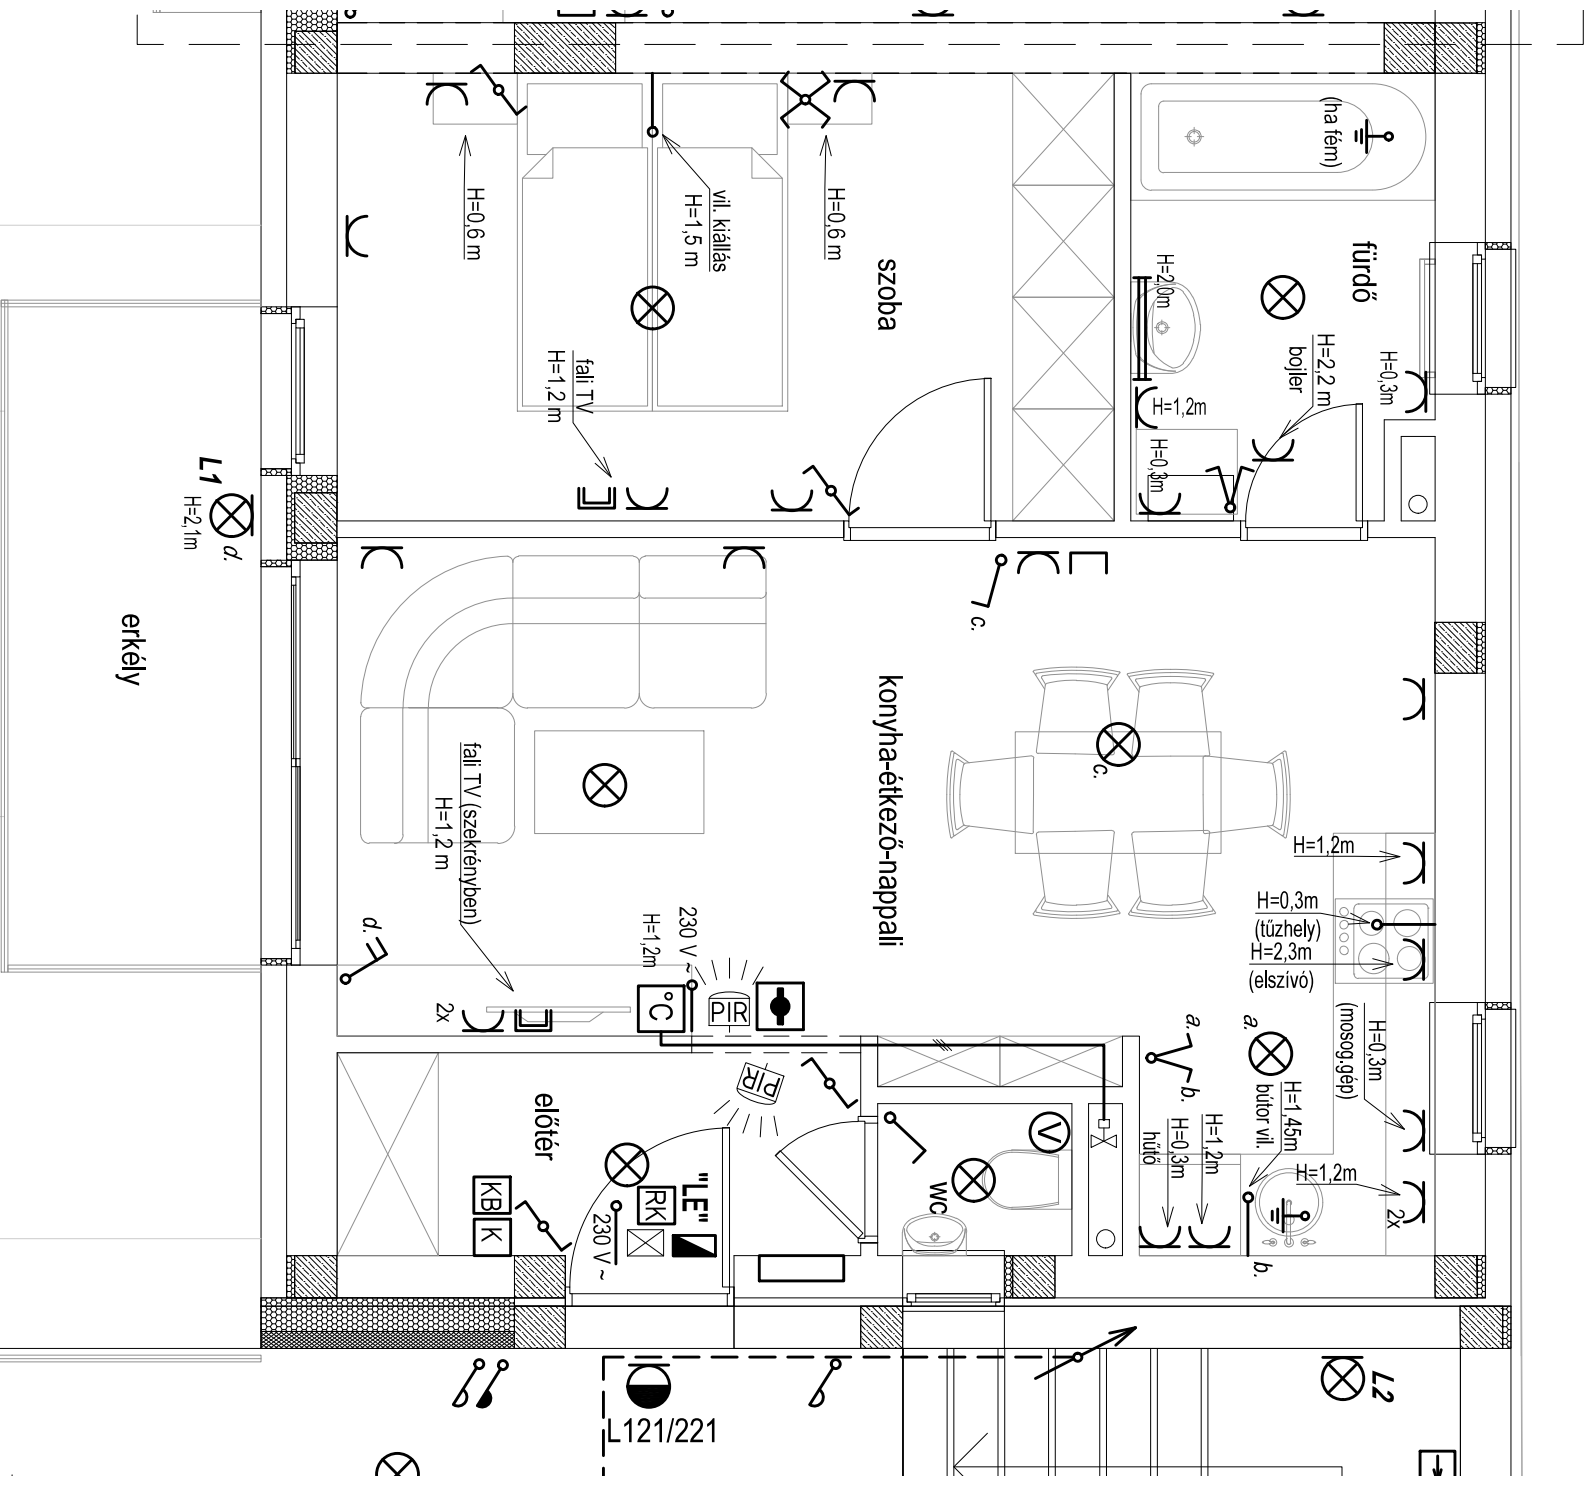 (ha fém)
H=0,6 m
vil. kiállás
H=1,5 m
H=0,6 m
szoba
fürdő
H=2,0m
H=2,2 m
bojler
H=0,3m
H=1,2m
H=0,3m
fali TV
H=1,2 m
L1
H=2,1m
d.
erkély
c.
konyha-étkező-nappali
c.
fali TV (szekrényben)
H=1,2 m
H=1,2m
H=0,3m
(tűzhely)
H=2,3m
(elszívó)
d.
230 V ~
H=1,2m
2x
°C
PIR
PIR
a.
b.
a.
H=0,3m
(mosog.gép)
H=1,45m
bútor vil.
H=1,2m
H=0,3m
hűtő
H=1,2m
2x
b.
előtér
V
wc
KB
K
RK
"LE"
230 V ~
L121/221
L2